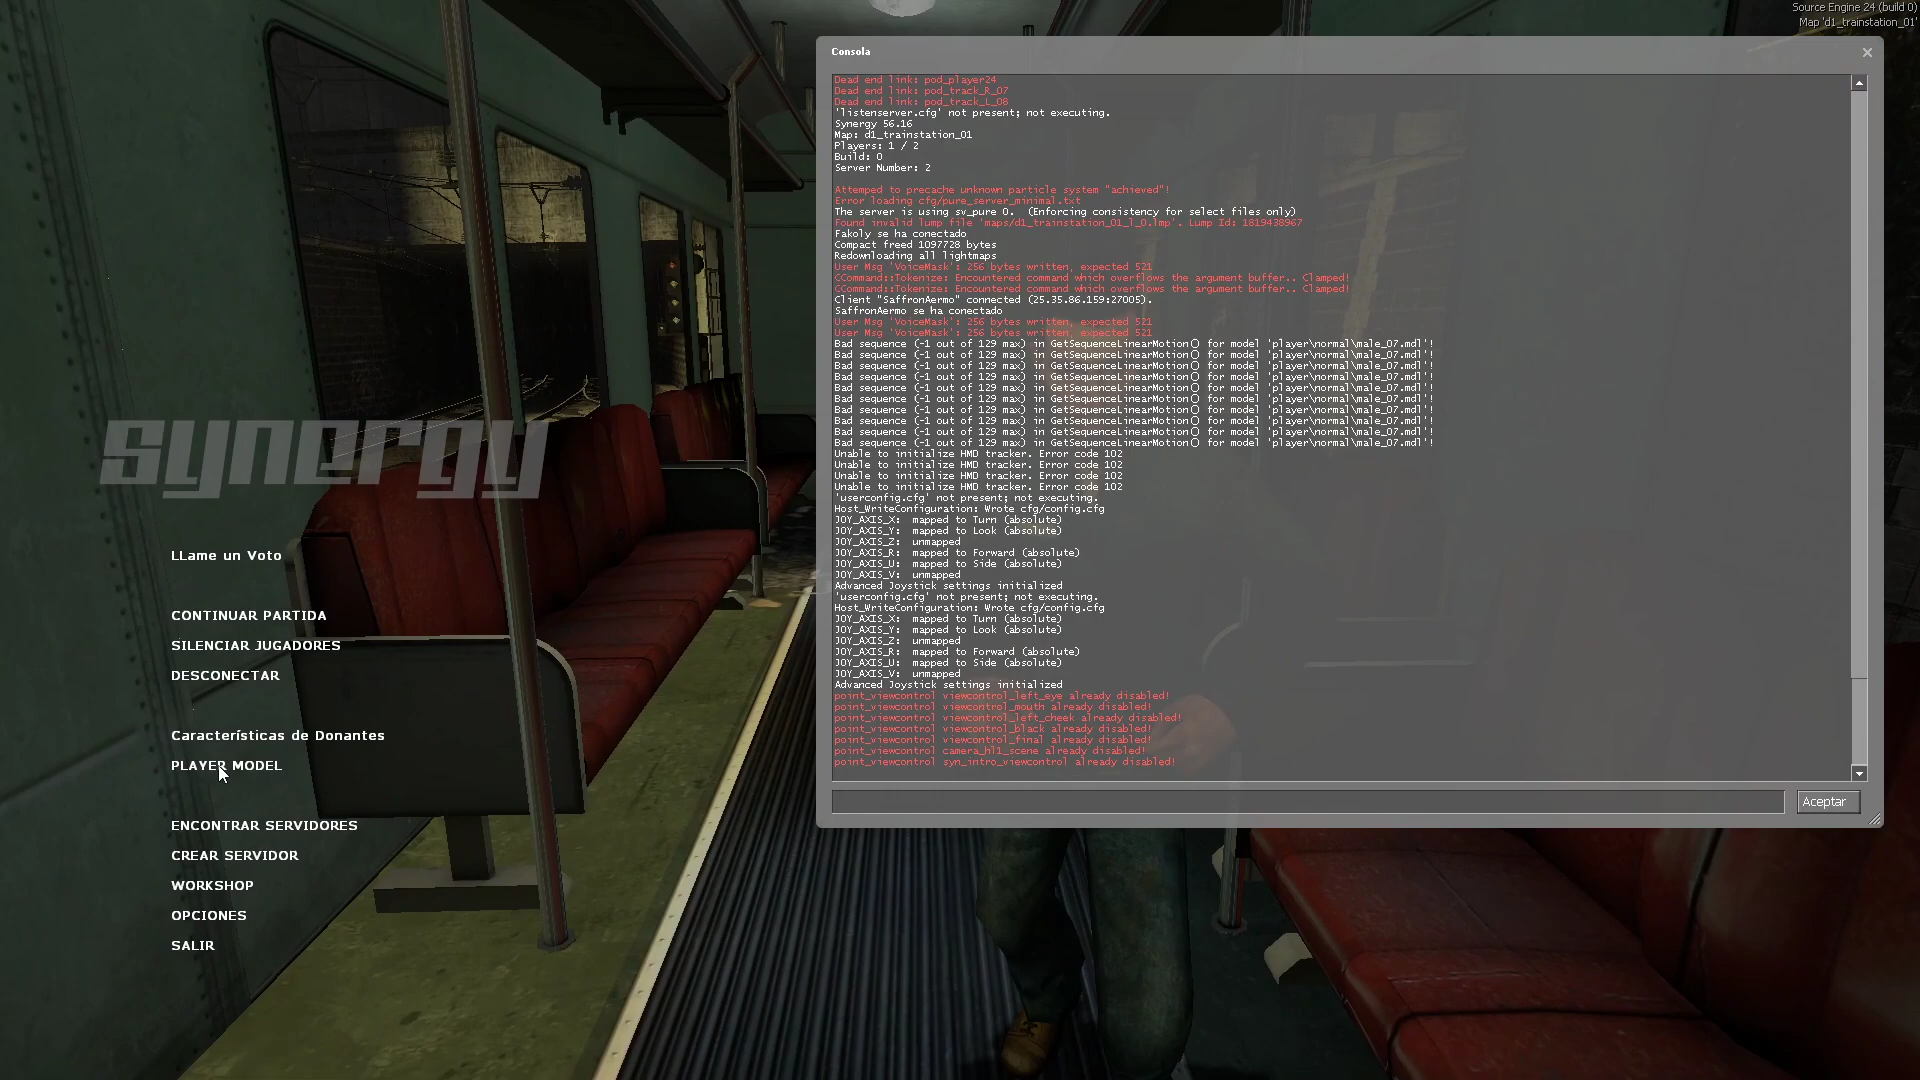 Source Engine 24 (build 0)
Map 'd1_trainstation_01'
Consola
Dead end link: pod_player24
Dead end link: pod_track_R_07
Dead end link: pod_track_L_08
'listenserver.cfg' not present; not executing.
Synergy 56.16
Map: d1_trainstation_01
Players: 1 / 2
Build: 0
Server Number: 2
Attemped to precache unknown particle system "achieved"!
Error loading cfg/pure_server_minimal.txt
The server is using sv_pure 0.  (Enforcing consistency for select files only)
Found invalid lump file 'maps/d1_trainstation_01_l_0.lmp'. Lump Id: 1819438967
Fakoly se ha conectado
Compact freed 1097728 bytes
Redownloading all lightmaps
User Msg 'VoiceMask': 256 bytes written, expected 521
CCommand::Tokenize: Encountered command which overflows the argument buffer.. Clamped!
CCommand::Tokenize: Encountered command which overflows the argument buffer.. Clamped!
Client "SaffronAermo" connected (25.35.86.159:27005).
SaffronAermo se ha conectado
User Msg 'VoiceMask': 256 bytes written, expected 521
User Msg 'VoiceMask': 256 bytes written, expected 521
Bad sequence (-1 out of 129 max) in GetSequenceLinearMotion() for model 'player\normal\male_07.mdl'!
Bad sequence (-1 out of 129 max) in GetSequenceLinearMotion() for model 'player\normal\male_07.mdl'!
Bad sequence (-1 out of 129 max) in GetSequenceLinearMotion() for model 'player\normal\male_07.mdl'!
Bad sequence (-1 out of 129 max) in GetSequenceLinearMotion() for model 'player\normal\male_07.mdl'!
Bad sequence (-1 out of 129 max) in GetSequenceLinearMotion() for model 'player\normal\male_07.mdl'!
Bad sequence (-1 out of 129 max) in GetSequenceLinearMotion() for model 'player\normal\male_07.mdl'!
Bad sequence (-1 out of 129 max) in GetSequenceLinearMotion() for model 'player\normal\male_07.mdl'!
Bad sequence (-1 out of 129 max) in GetSequenceLinearMotion() for model 'player\normal\male_07.mdl'!
Bad sequence (-1 out of 129 max) in GetSequenceLinearMotion() for model 'player\normal\male_07.mdl'!
Bad sequence (-1 out of 129 max) in GetSequenceLinearMotion() for model 'player\normal\male_07.mdl'!
Unable to initialize HMD tracker. Error code 102
Unable to initialize HMD tracker. Error code 102
Unable to initialize HMD tracker. Error code 102
Unable to initialize HMD tracker. Error code 102
'userconfig.cfg' not present; not executing.
Host_WriteConfiguration: Wrote cfg/config.cfg
JOY_AXIS_X:  mapped to Turn (absolute)
JOY_AXIS_Y:  mapped to Look (absolute)
JOY_AXIS_Z:  unmapped
JOY_AXIS_R:  mapped to Forward (absolute)
JOY_AXIS_U:  mapped to Side (absolute)
JOY_AXIS_V:  unmapped
Advanced Joystick settings initialized
'userconfig.cfg' not present; not executing.
Host_WriteConfiguration: Wrote cfg/config.cfg
JOY_AXIS_X:  mapped to Turn (absolute)
JOY_AXIS_Y:  mapped to Look (absolute)
JOY_AXIS_Z:  unmapped
JOY_AXIS_R:  mapped to Forward (absolute)
JOY_AXIS_U:  mapped to Side (absolute)
JOY_AXIS_V:  unmapped
Advanced Joystick settings initialized
point_viewcontrol viewcontrol_left_eye already disabled!
point_viewcontrol viewcontrol_mouth already disabled!
point_viewcontrol viewcontrol_left_cheek already disabled!
point_viewcontrol viewcontrol_black already disabled!
point_viewcontrol viewcontrol_final already disabled!
point_viewcontrol camera_hl1_scene already disabled!
point_viewcontrol syn_intro_viewcontrol already disabled!
Aceptar
synergy
LLame un Voto
CONTINUAR PARTIDA
SILENCIAR JUGADORES
DESCONECTAR
Características de Donantes
PLAYER MODEL
ENCONTRAR SERVIDORES
CREAR SERVIDOR
WORKSHOP
OPCIONES
SALIR